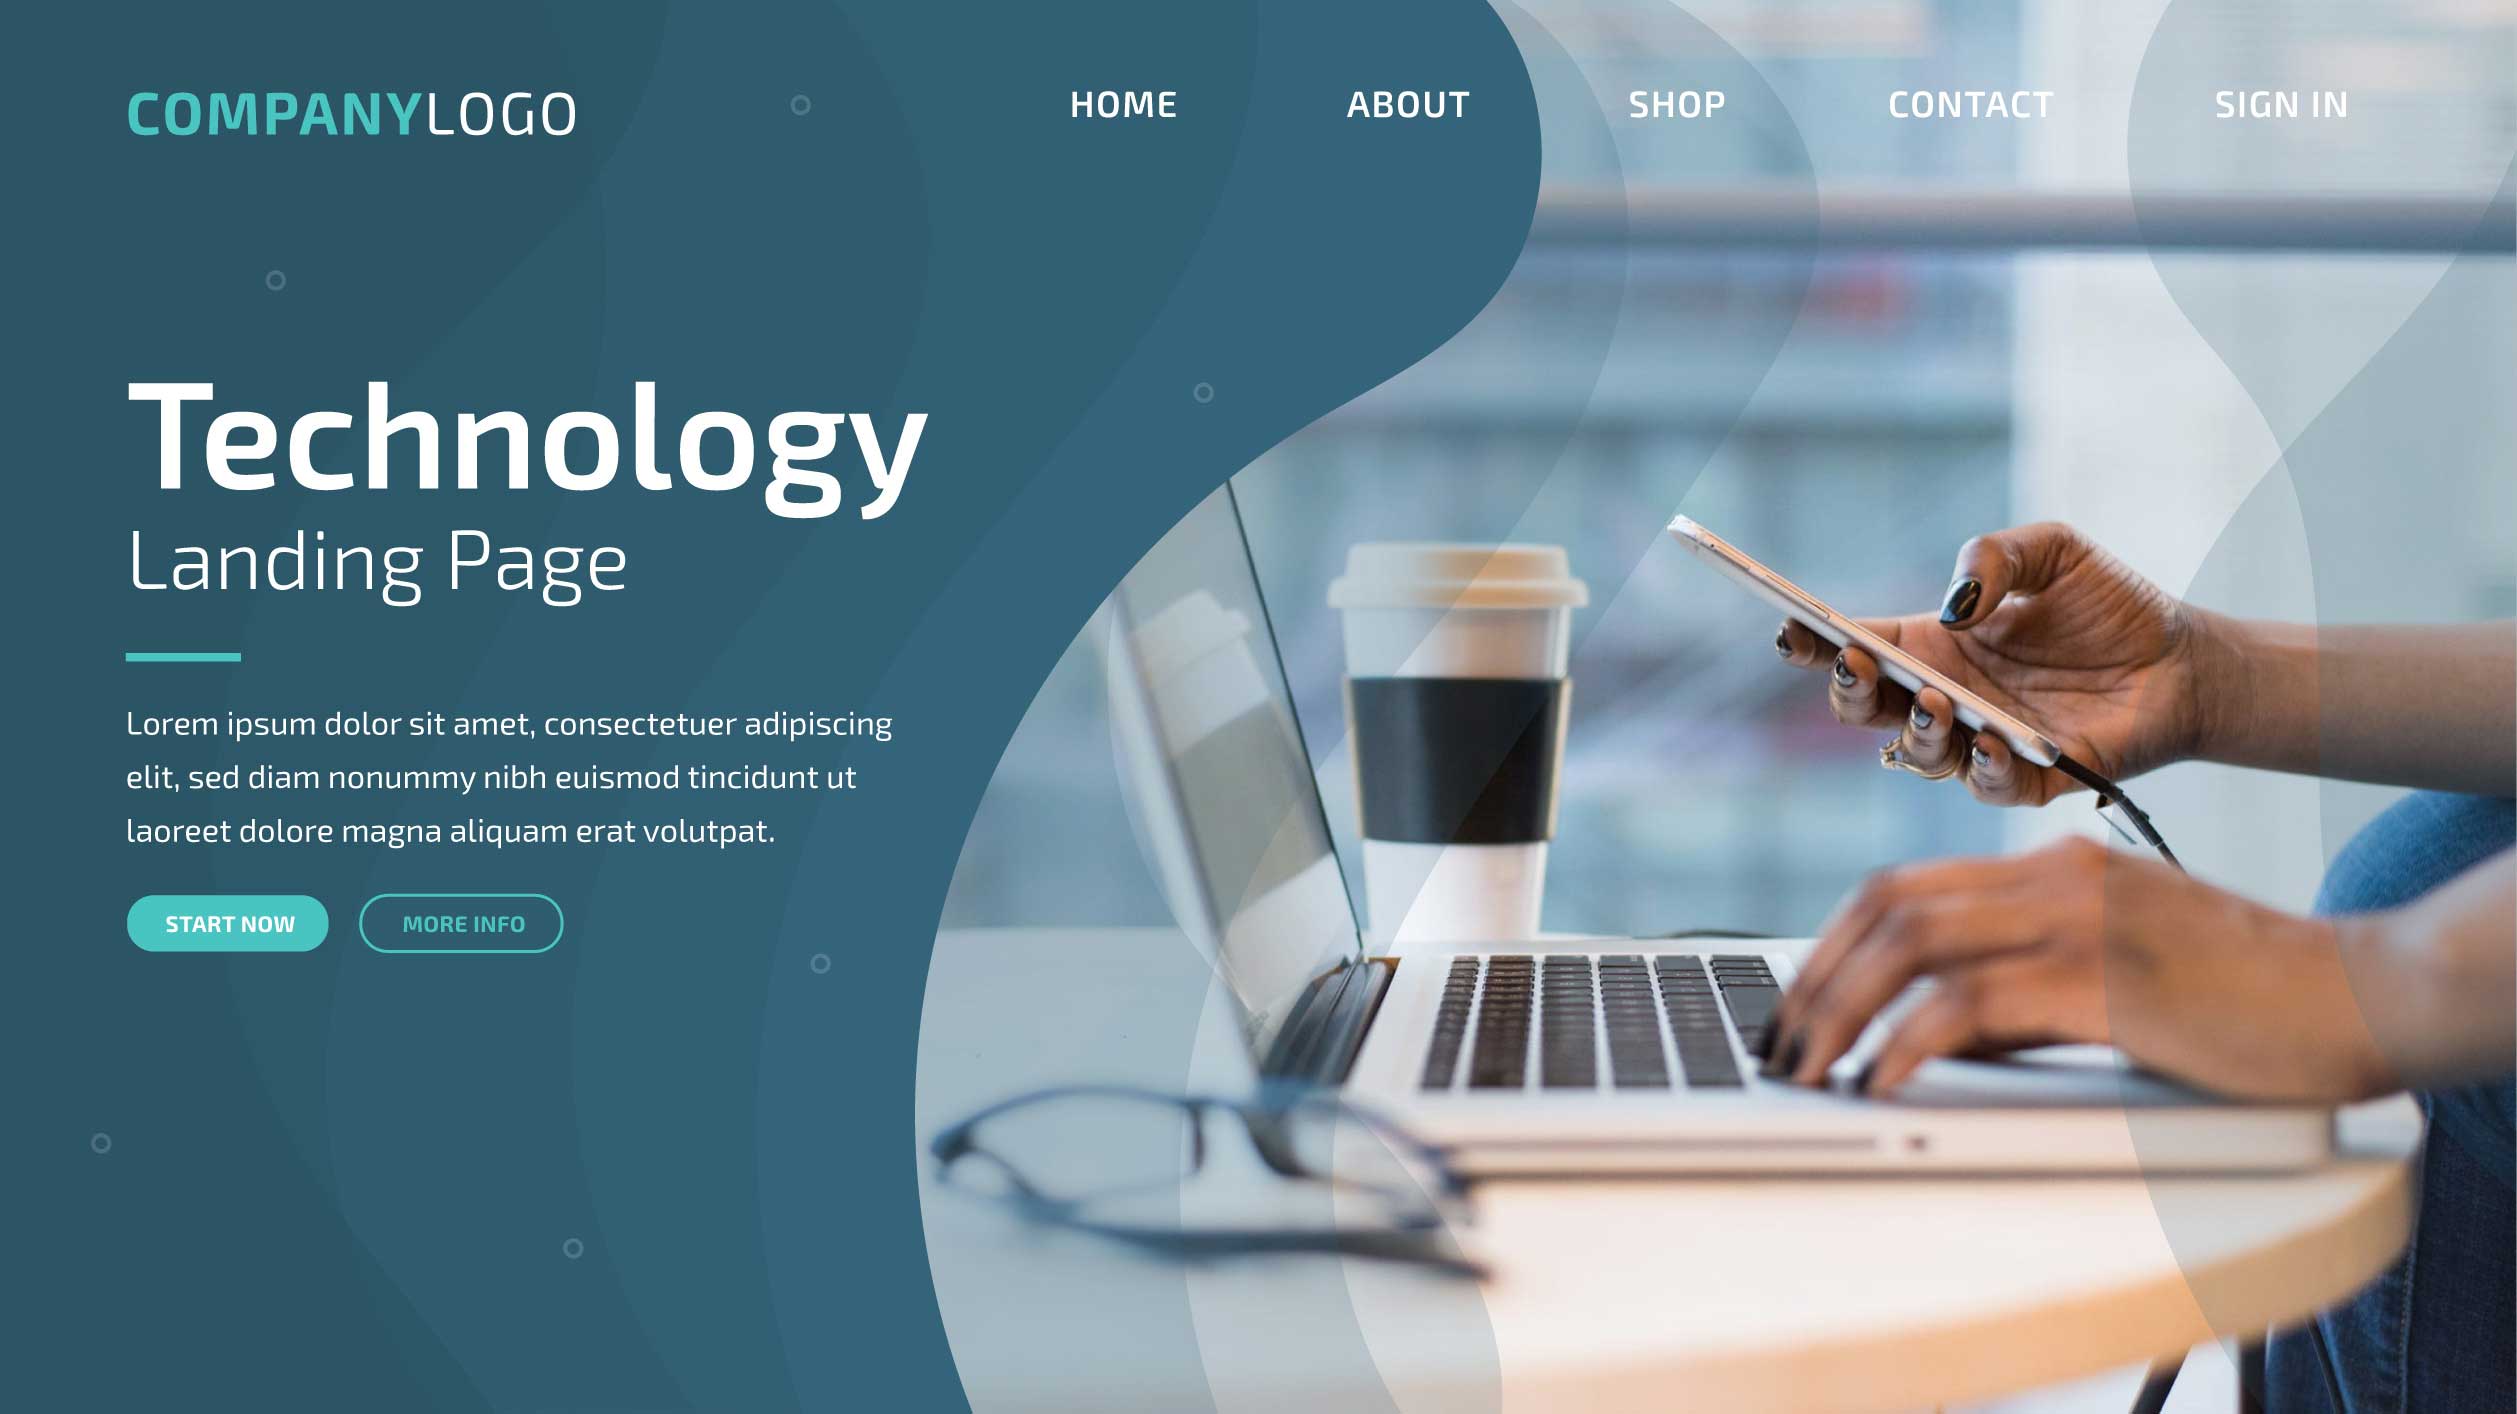 COMPANYLOGO
HOME ABOUT SHOP CONTACT SIGN IN
Technology
Landing Page
Lorem ipsum dolor sit amet, consectetuer adipiscing
elit, sed diam nonummy nibh euismod tincidunt ut
laoreet dolore magna aliquam erat volutpat.
START NOW MORE INFO